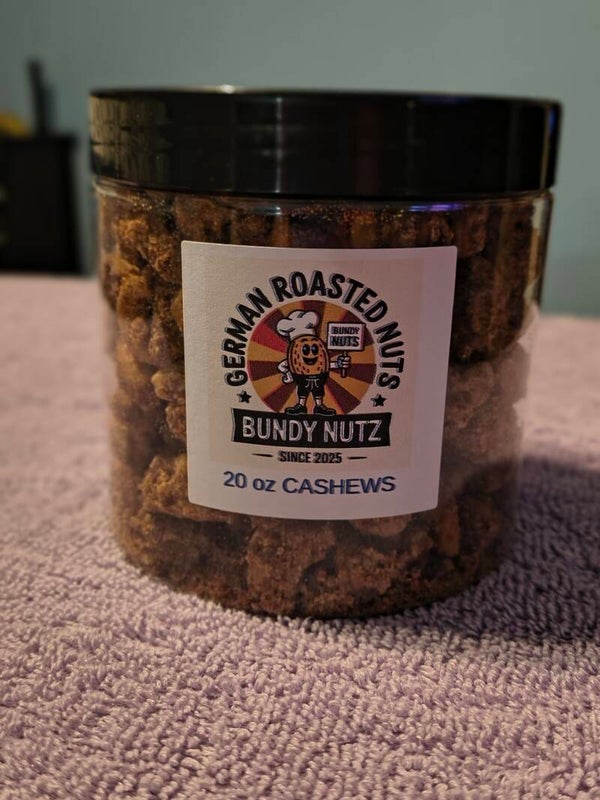 GERMAN ROASTED NUTS
BUNDY
NUTS
BUNDY NUTZ
SINCE 2025
20 oz CASHEWS